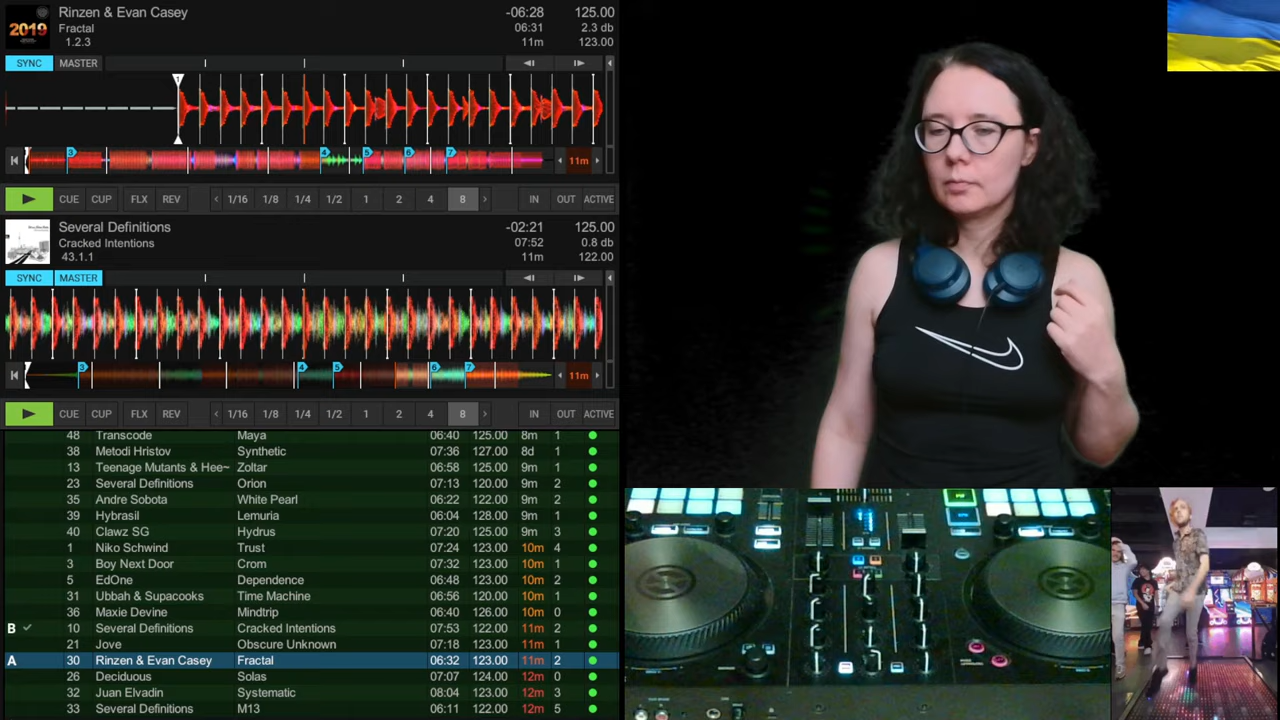 2019
Rinzen & Evan Casey -06:28 125.00
Fractal 06:31 2.3 db
1.2.3 11m 123.00
SYNC MASTER
1
3 4 5 6 7 11m
CUE CUP FLX REV 1/16 1/8 1/4 1/2 1 2 4 8 IN OUT ACTIVE
Several Definitions -02:21 125.00
Cracked Intentions 07:52 0.8 db
43.1.1 11m 122.00
SYNC MASTER
3 4 5 6 7 11m
CUE CUP FLX REV 1/16 1/8 1/4 1/2 1 2 4 8 IN OUT ACTIVE
48 Transcode Maya 06:40 125.00 8m 1
38 Metodi Hristov Synthetic 07:36 127.00 8d 1
13 Teenage Mutants & Hee~ Zoltar 06:58 125.00 9m 1
23 Several Definitions Orion 07:13 120.00 9m 2
35 Andre Sobota White Pearl 06:22 122.00 9m 2
39 Hybrasil Lemuria 06:04 128.00 9m 1
40 Clawz SG Hydrus 07:20 125.00 9m 3
1 Niko Schwind Trust 07:24 123.00 10m 4
3 Boy Next Door Crom 07:32 123.00 10m 1
5 EdOne Dependence 06:48 123.00 10m 2
31 Ubbah & Supacooks Time Machine 06:56 120.00 10m 1
36 Maxie Devine Mindtrip 06:40 126.00 10m 0
B 10 Several Definitions Cracked Intentions 07:53 122.00 11m 2
21 Jove Obscure Unknown 07:18 123.00 11m 1
A 30 Rinzen & Evan Casey Fractal 06:32 123.00 11m 2
26 Deciduous Solas 07:07 124.00 12m 0
32 Juan Elvadin Systematic 08:04 123.00 12m 3
33 Several Definitions M13 06:11 122.00 12m 5